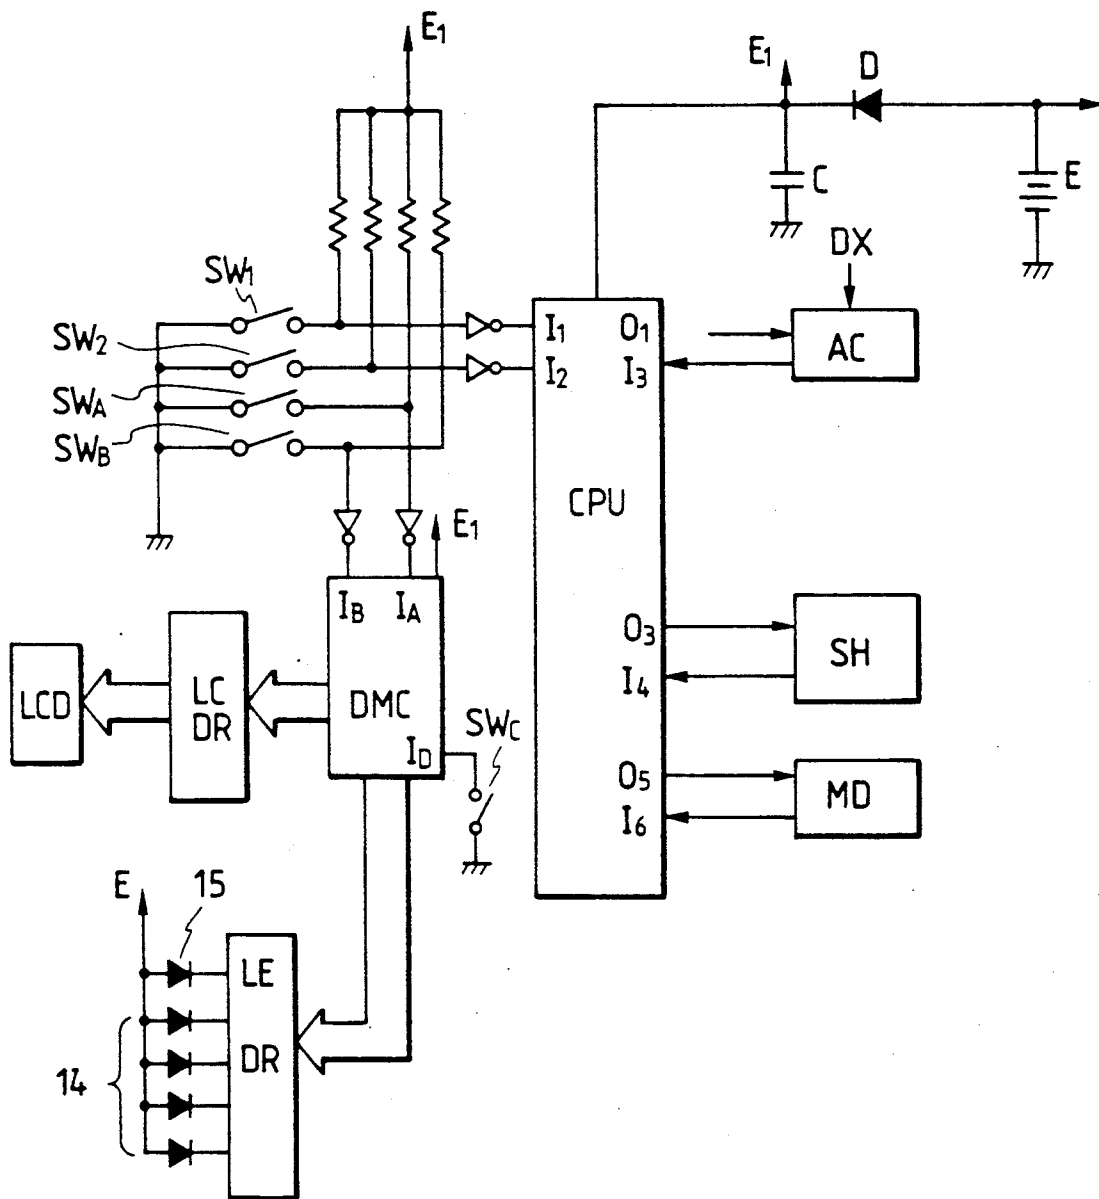 E1
E1
D
C
E
DX
SW1
SW2
SWA
SWB
I1
O1
I2
I3
AC
CPU
E1
IB
IA
LCD
LC
DR
DMC
ID
SWC
O3
SH
I4
O5
MD
I6
E
15
LE
14
DR